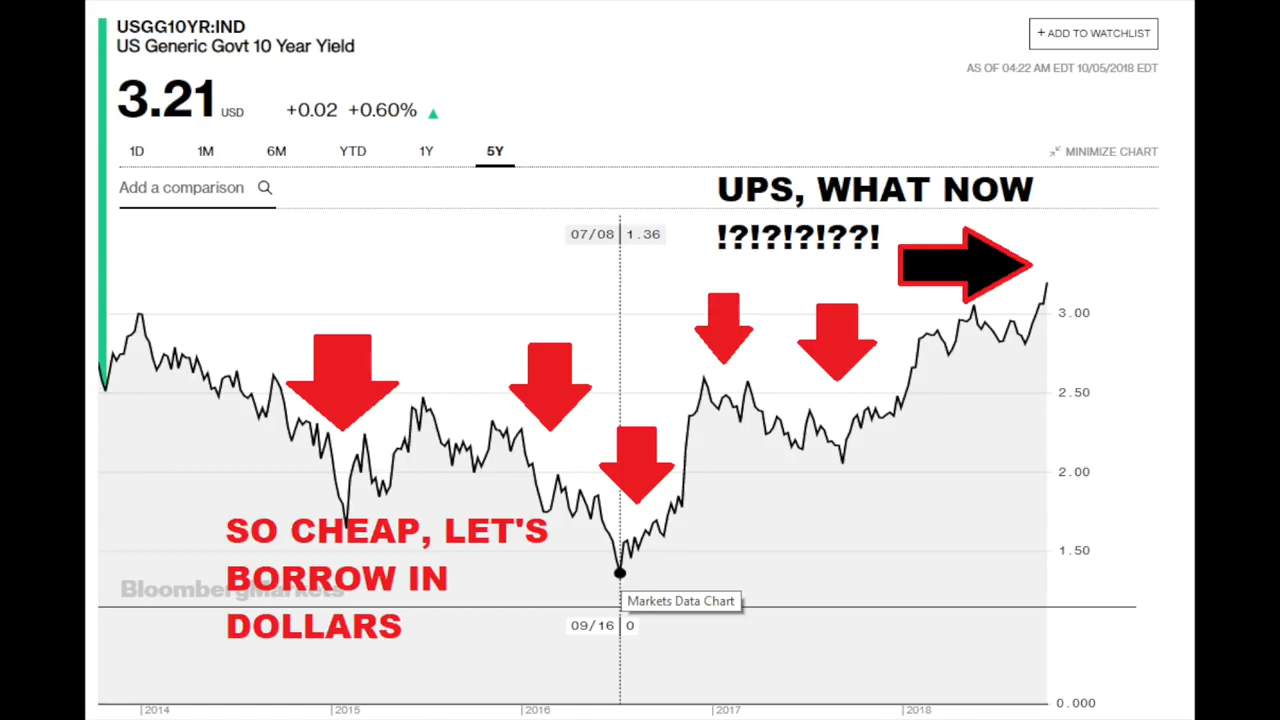 USGG10YR:IND
US Generic Govt 10 Year Yield
+ ADD TO WATCHLIST
AS OF 04:22 AM EDT 10/05/2018 EDT
3.21 USD +0.02 +0.60% ▲
1D 1M 6M YTD 1Y 5Y
MINIMIZE CHART
Add a comparison
UPS, WHAT NOW
!?!?!?!??!
07/08 1.36
3.00
2.50
2.00
1.50
SO CHEAP, LET'S
BORROW IN
DOLLARS
BloombergMarkets
Markets Data Chart
09/16 0
0.000
2014 2015 2016 2017 2018